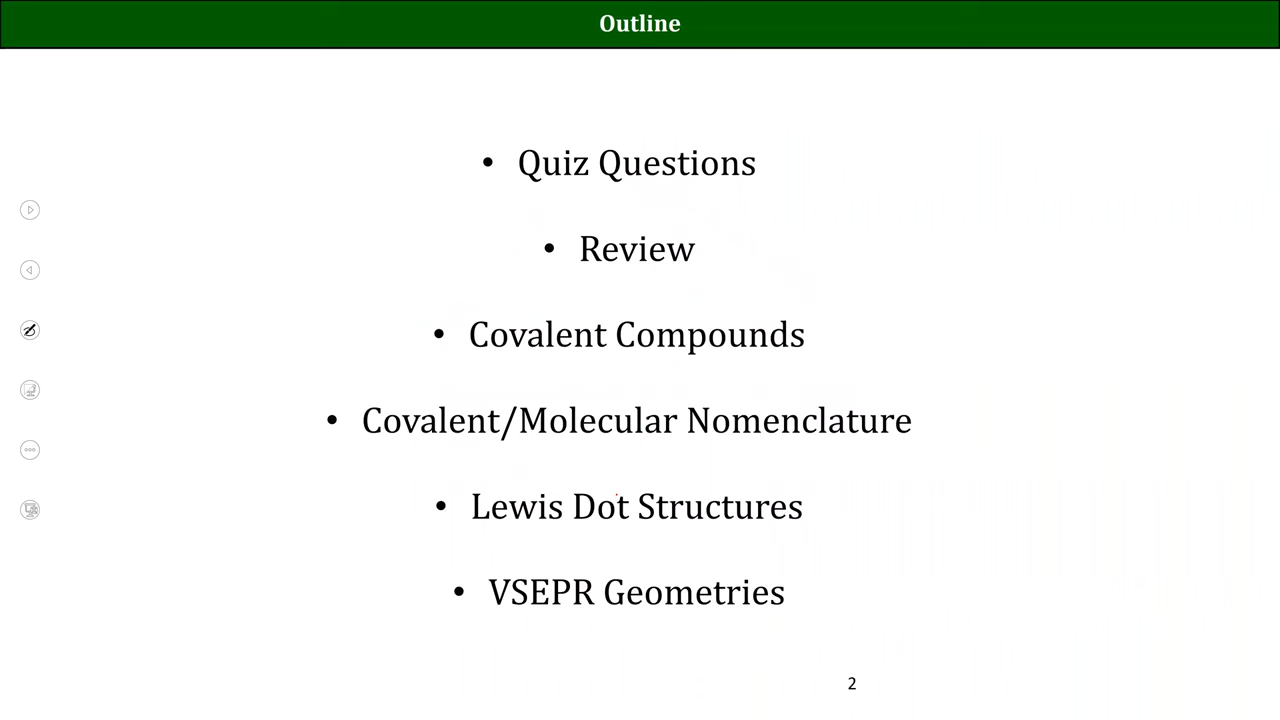 Outline
• Quiz Questions
• Review
• Covalent Compounds
• Covalent/Molecular Nomenclature
• Lewis Dot Structures
• VSEPR Geometries
2